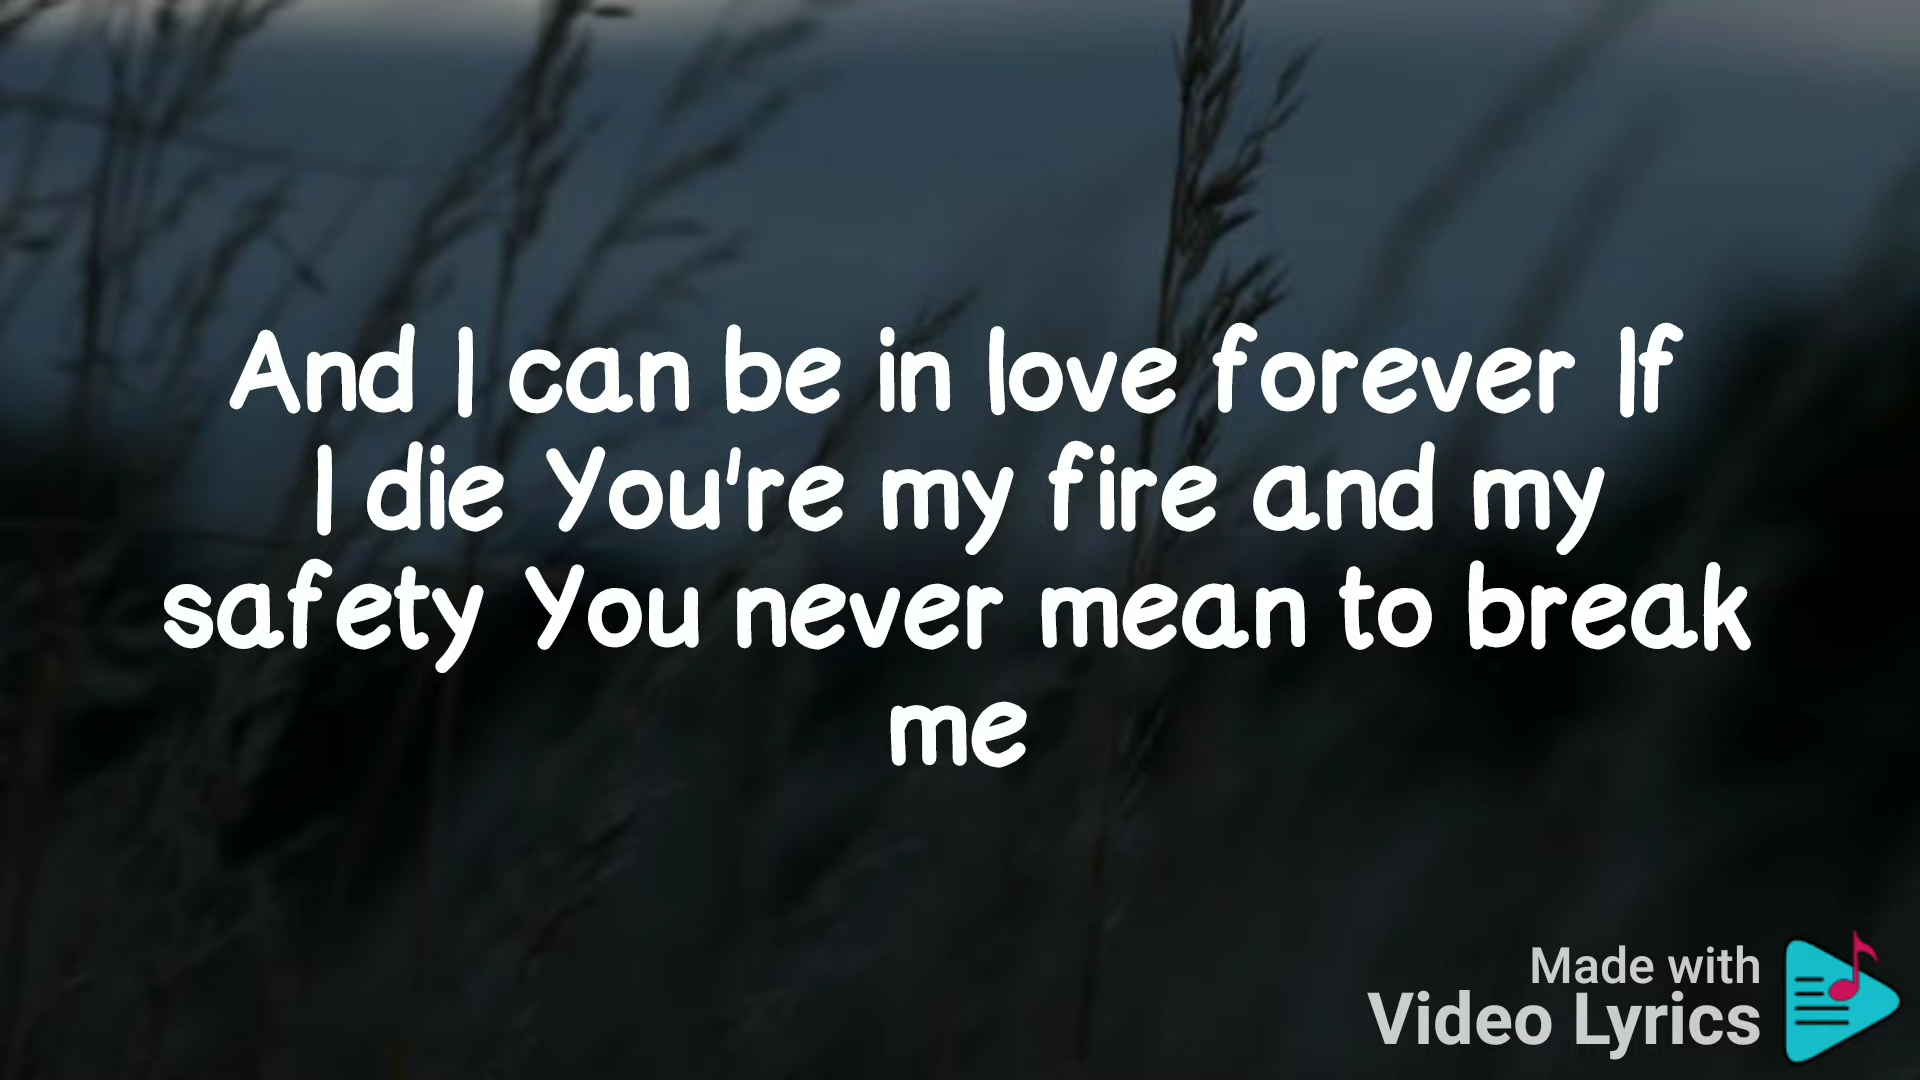 And I can be in love forever If
I die You're my fire and my
safety You never mean to break
me
Made with
Video Lyrics